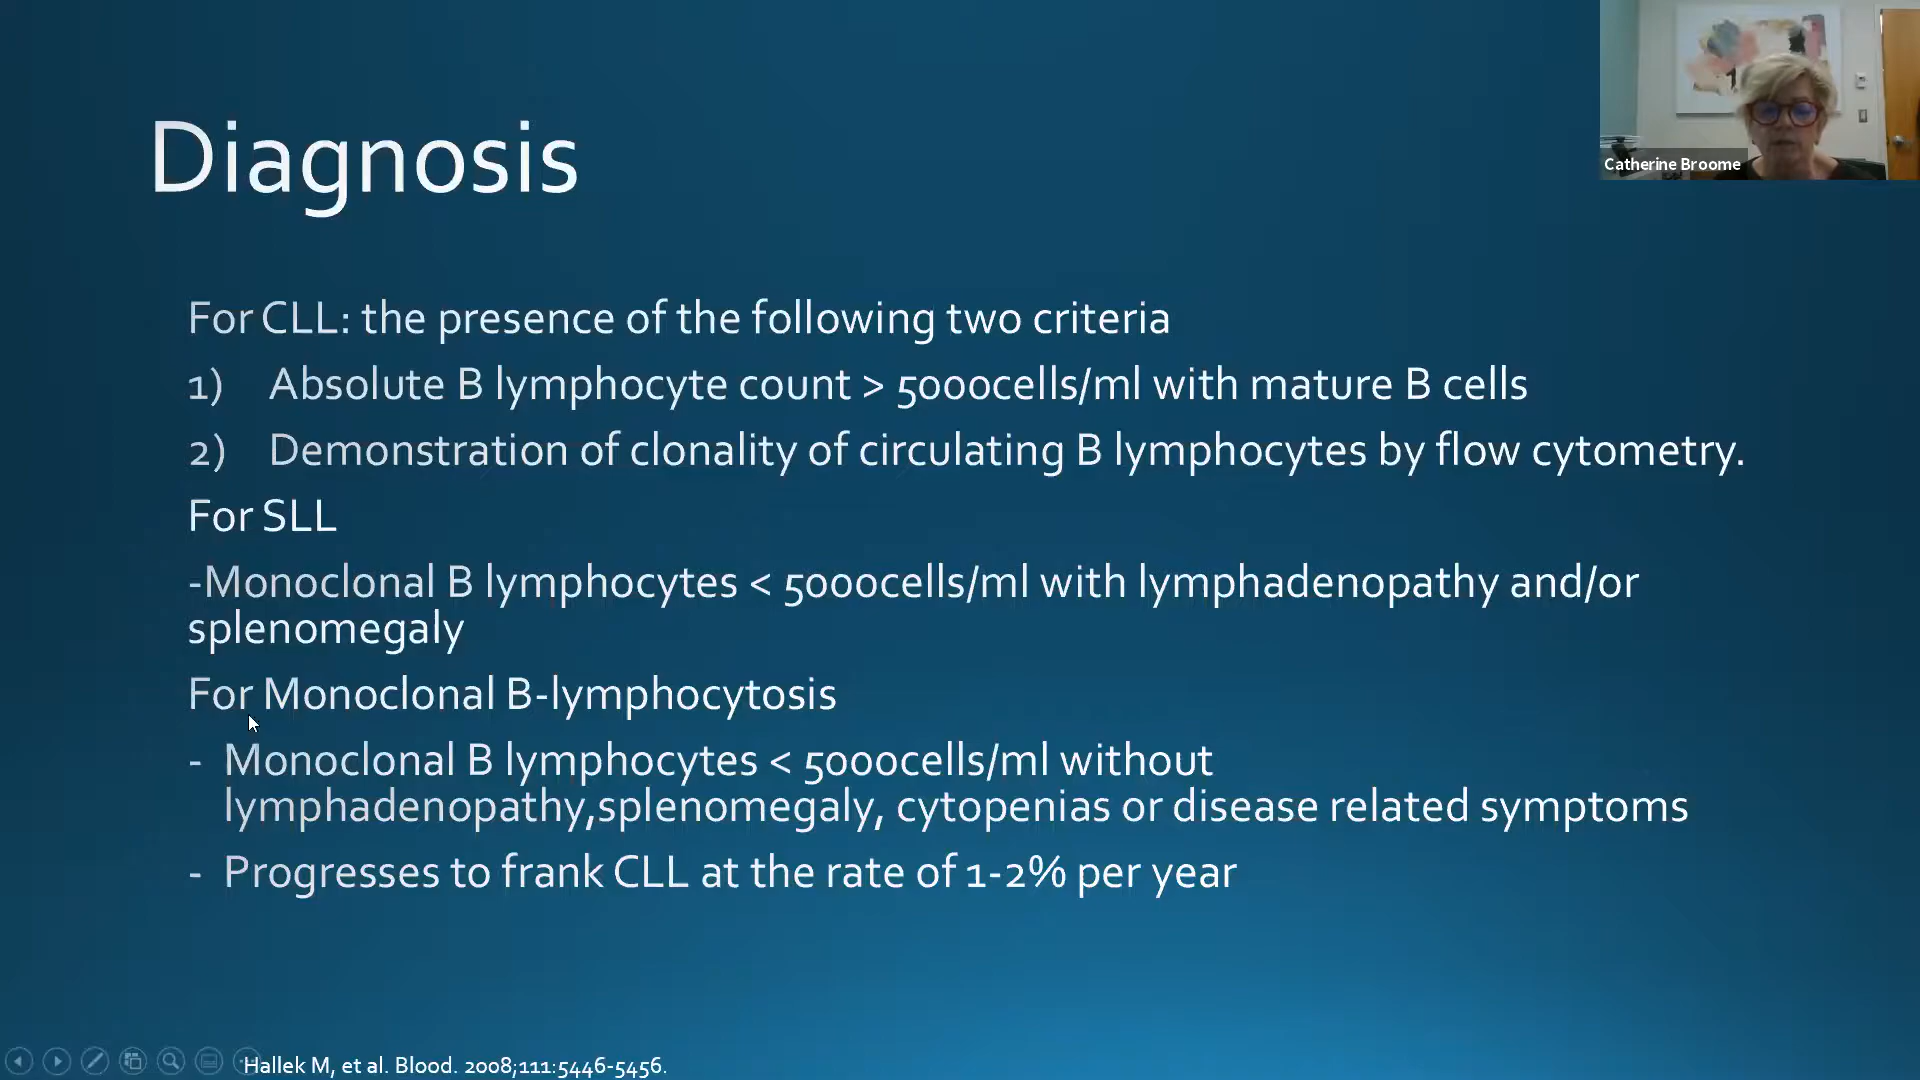 Catherine Broome
Diagnosis
For CLL: the presence of the following two criteria
1) Absolute B lymphocyte count > 5000cells/ml with mature B cells
2) Demonstration of clonality of circulating B lymphocytes by flow cytometry.
For SLL
-Monoclonal B lymphocytes < 5000cells/ml with lymphadenopathy and/or
splenomegaly
For Monoclonal B-lymphocytosis
- Monoclonal B lymphocytes < 5000cells/ml without
lymphadenopathy,splenomegaly, cytopenias or disease related symptoms
- Progresses to frank CLL at the rate of 1-2% per year
Hallek M, et al. Blood. 2008;111:5446-5456.